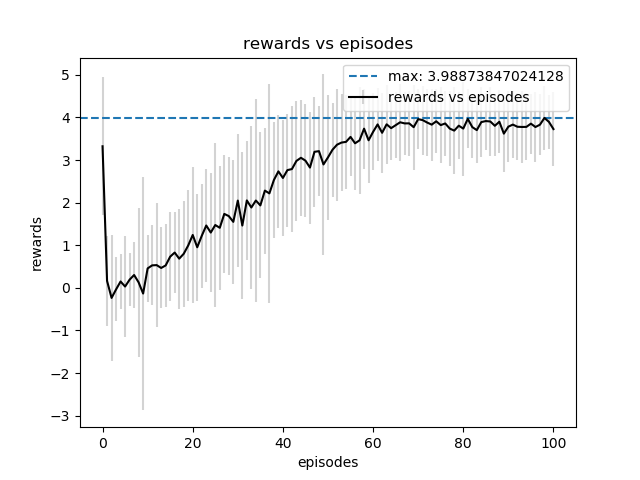 rewards vs episodes
max: 3.98873847024128
rewards vs episodes
5
4
3
2
1
0
−1
−2
−3
rewards
0 20 40 60 80 100
episodes